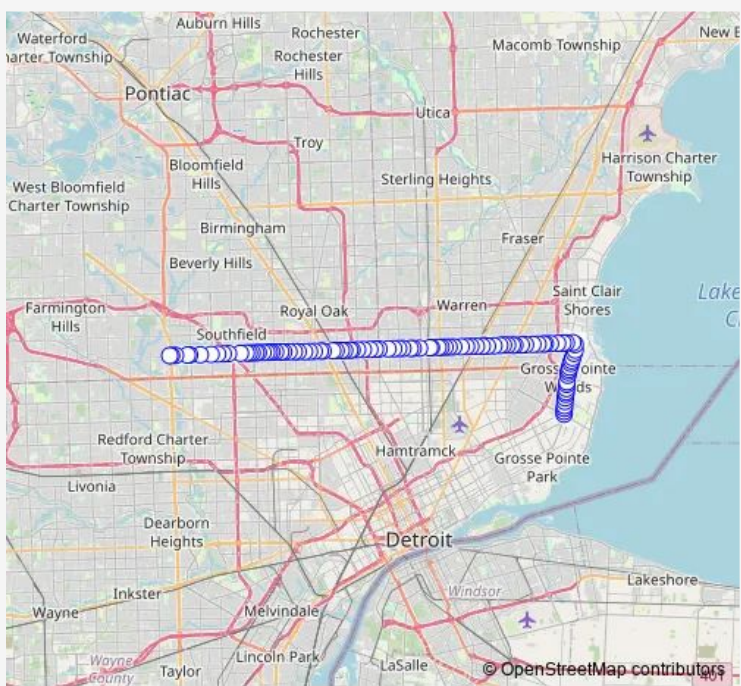 Auburn Hills
Waterford
harter Township
Rochester
New B
Rochester
Hills
Macomb Township
Pontiac
Utica
Troy
Harrison Charter
Township
Bloomfield
Hills
West Bloomfield
Charter Township
Sterling Heights
Birmingham
Fraser
Beverly Hills
Lake
C
Saint Clair
Shores
Farmington
Hills
Royal Oak
Warren
Southfield
Grosse Pointe
Woods
Redford Charter
Township
Hamtramck
Grosse Pointe
Park
Livonia
Dearborn
Heights
Detroit
Lakeshore
Inkster
Windsor
Wayne
Melvindale
Wayne
County
Taylor
Lincoln Park
LaSalle
401
© OpenStreetMap contributors